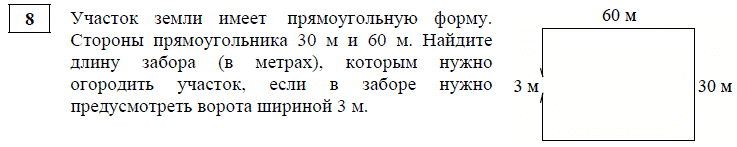 8
Участок земли имеет прямоугольную форму.
Стороны прямоугольника 30 м и 60 м. Найдите
длину забора (в метрах), которым нужно
огородить участок, если в заборе нужно
предусмотреть ворота шириной 3 м.
60 м
3 м
30 м